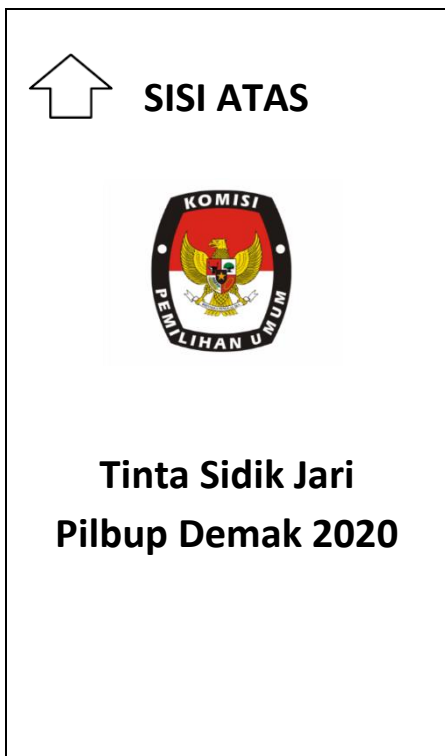 SISI ATAS
KOMISI
PEMILIHAN UMUM
Tinta Sidik Jari
Pilbup Demak 2020